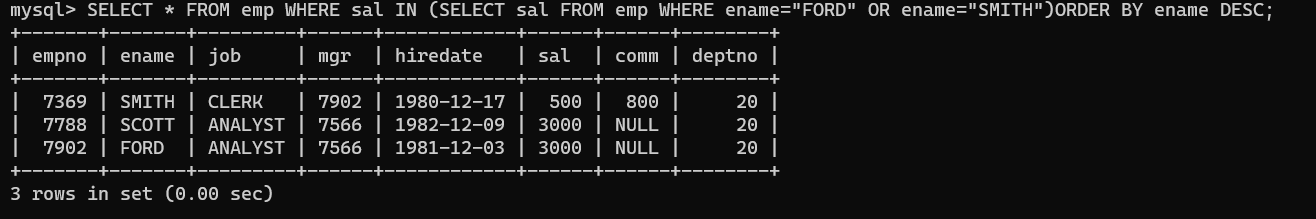 mysql> SELECT * FROM emp WHERE sal IN (SELECT sal FROM emp WHERE ename="FORD" OR ename="SMITH")ORDER BY ename DESC;
+-------+-------+---------+------+------------+------+------+--------+
| empno | ename | job     | mgr  | hiredate   | sal  | comm | deptno |
+-------+-------+---------+------+------------+------+------+--------+
|  7369 | SMITH | CLERK   | 7902 | 1980-12-17 |  500 |  800 |     20 |
|  7788 | SCOTT | ANALYST | 7566 | 1982-12-09 | 3000 | NULL |     20 |
|  7902 | FORD  | ANALYST | 7566 | 1981-12-03 | 3000 | NULL |     20 |
+-------+-------+---------+------+------------+------+------+--------+
3 rows in set (0.00 sec)